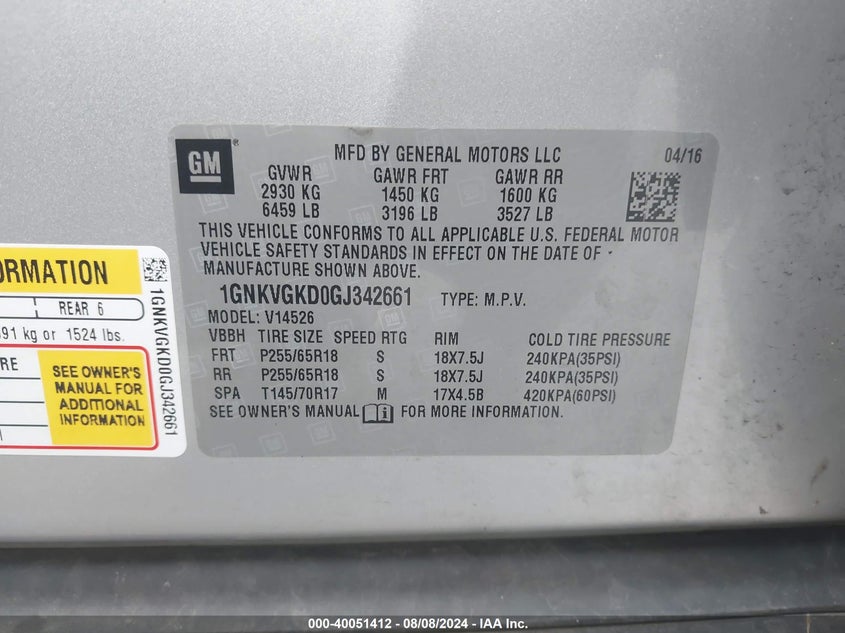 GM ®
MFD BY GENERAL MOTORS LLC 04/16
GVWR GAWR FRT GAWR RR
2930 KG 1450 KG 1600 KG
6459 LB 3196 LB 3527 LB
THIS VEHICLE CONFORMS TO ALL APPLICABLE U.S. FEDERAL MOTOR
VEHICLE SAFETY STANDARDS IN EFFECT ON THE DATE OF
MANUFACTURE SHOWN ABOVE.
1GNKVGKD0GJ342661 TYPE: M.P.V.
MODEL: V14526
VBBH TIRE SIZE SPEED RTG RIM COLD TIRE PRESSURE
FRT P255/65R18 S 18X7.5J 240KPA(35PSI)
RR P255/65R18 S 18X7.5J 240KPA(35PSI)
SPA T145/70R17 M 17X4.5B 420KPA(60PSI)
SEE OWNER'S MANUAL FOR MORE INFORMATION.
ORMATION
REAR 6
91 kg or 1524 lbs.
RE
SEE OWNER'S
MANUAL FOR
ADDITIONAL
INFORMATION
1GNKVGKD0GJ342661
000-40051412 - 08/08/2024 - IAA Inc.